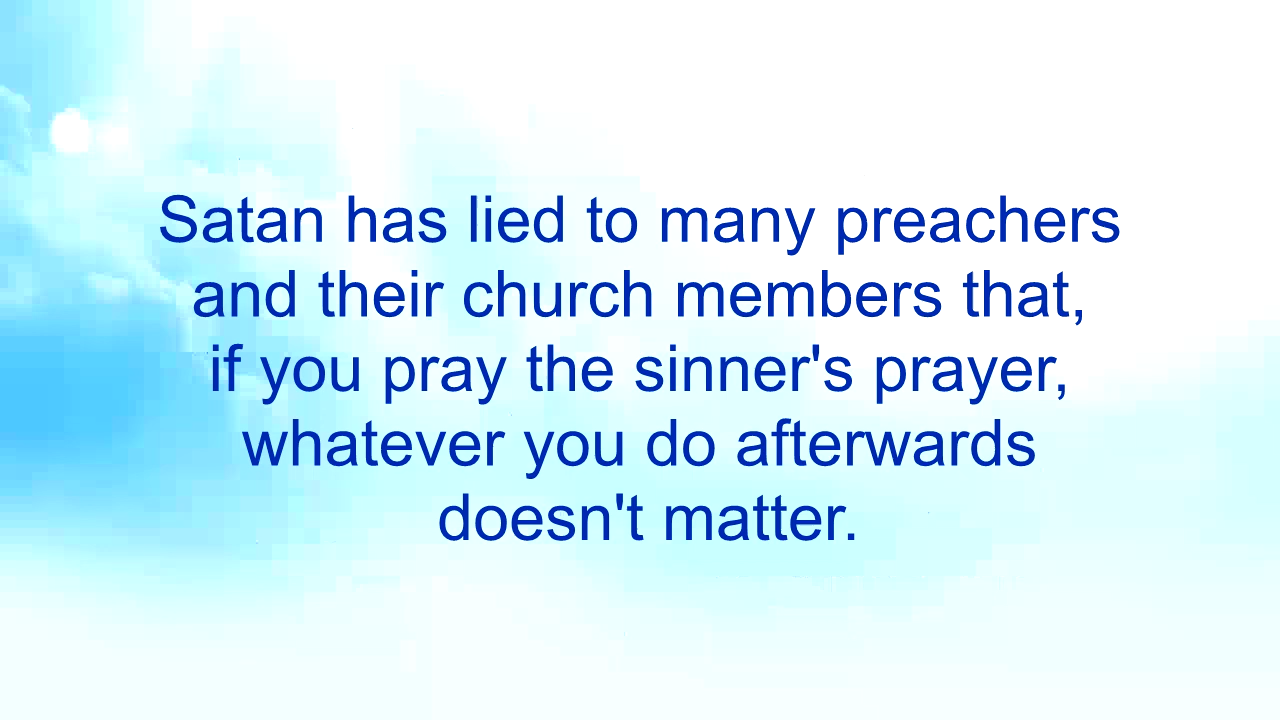 Satan has lied to many preachers
and their church members that,
if you pray the sinner's prayer,
whatever you do afterwards
doesn't matter.